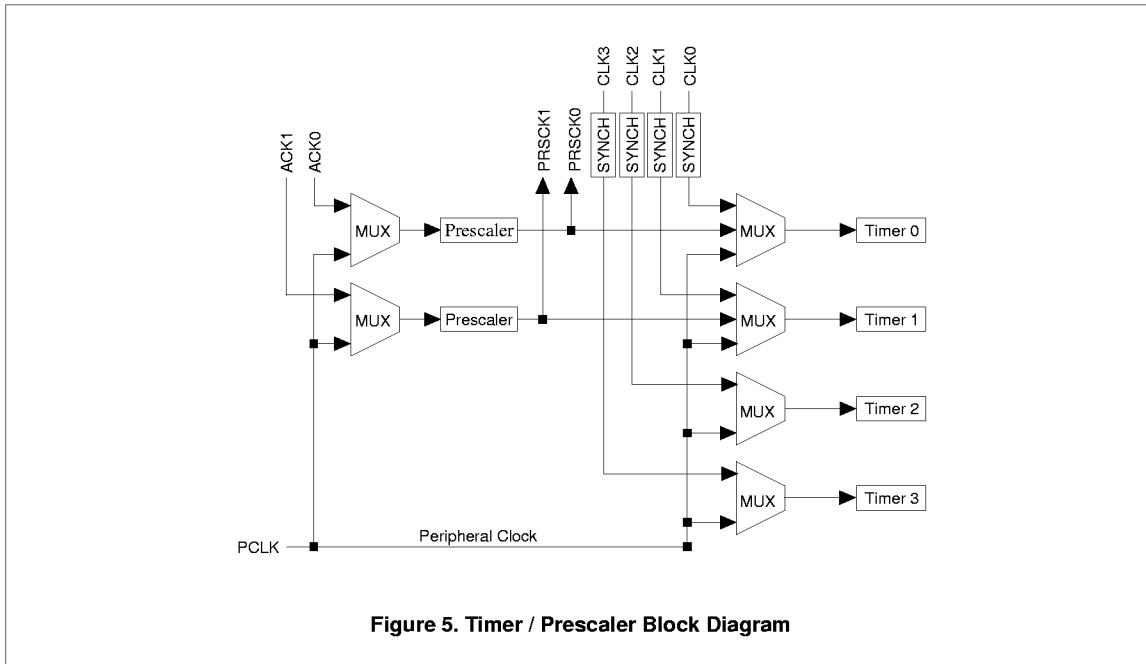 CLK3
CLK2
CLK1
CLK0
ACK1
ACK0
PRSCK1
PRSCK0
SYNCH
SYNCH
SYNCH
SYNCH
MUX
Prescaler
MUX
Timer 0
MUX
Prescaler
MUX
Timer 1
MUX
Timer 2
MUX
Timer 3
PCLK
Peripheral Clock
Figure 5. Timer / Prescaler Block Diagram